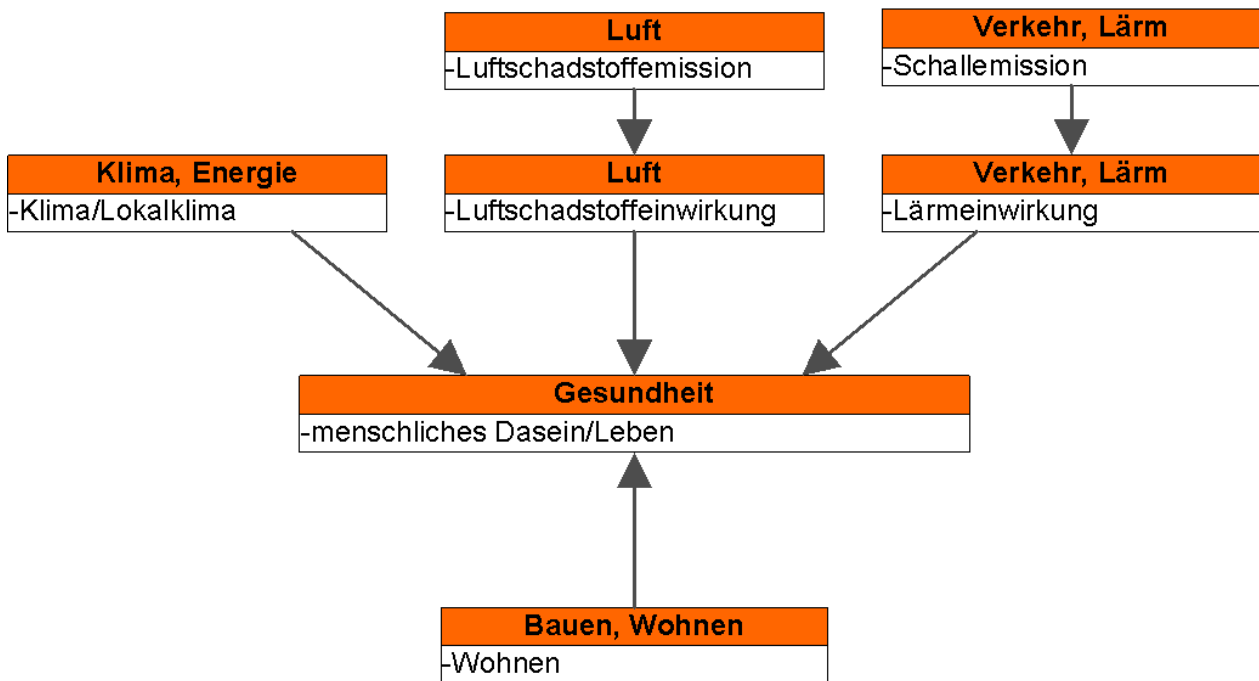 Luft
-Luftschadstoffemission
Verkehr, Lärm
-Schallemission
Klima, Energie
-Klima/Lokalklima
Luft
-Luftschadstoffeinwirkung
Verkehr, Lärm
-Lärmeinwirkung
Gesundheit
-menschliches Dasein/Leben
Bauen, Wohnen
-Wohnen